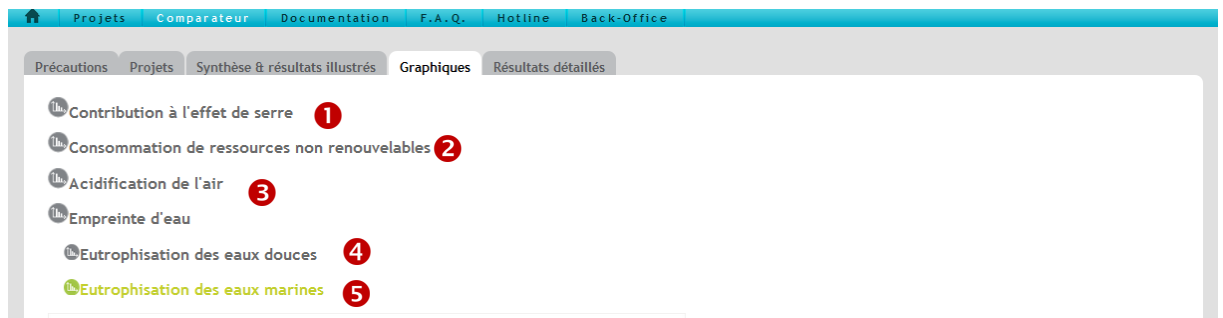 Projets Comparateur Documentation F.A.Q. Hotline Back-Office
Précautions Projets Synthèse & résultats illustrés Graphiques Résultats détaillés
Contribution à l'effet de serre 1
Consommation de ressources non renouvelables 2
Acidification de l'air 3
Empreinte d'eau
Eutrophisation des eaux douces 4
Eutrophisation des eaux marines 5